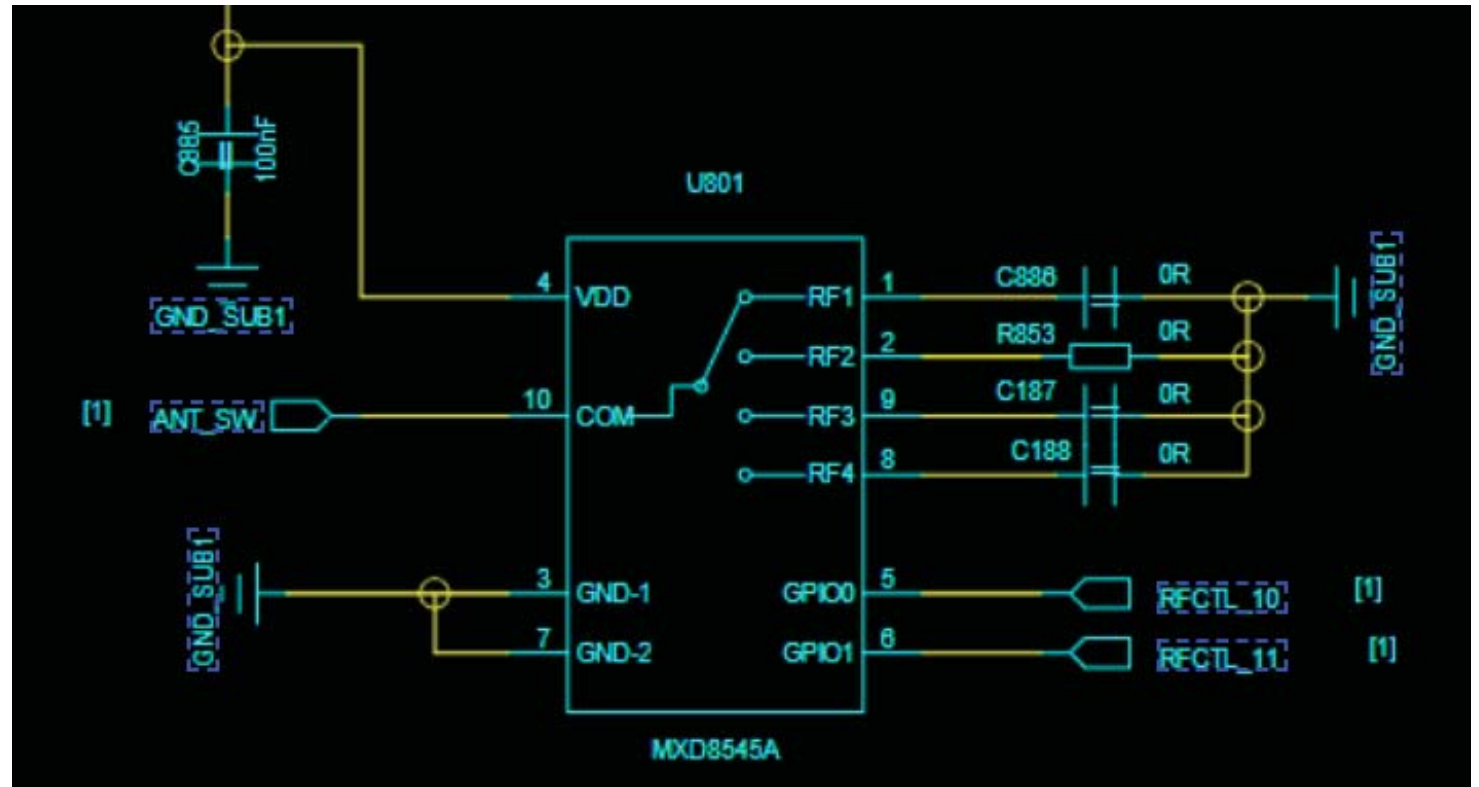 C885
100nF
GND_SUB1
U801
4
VDD
RF1
1
C886
0R
GND_SUB1
RF2
2
R853
0R
[1]
ANT_SW
10
COM
RF3
9
C187
0R
RF4
8
C188
0R
GND_SUB1
3
GND-1
GPIO0
5
RFCTL_10
[1]
7
GND-2
GPIO1
6
RFCTL_11
[1]
MXD8545A